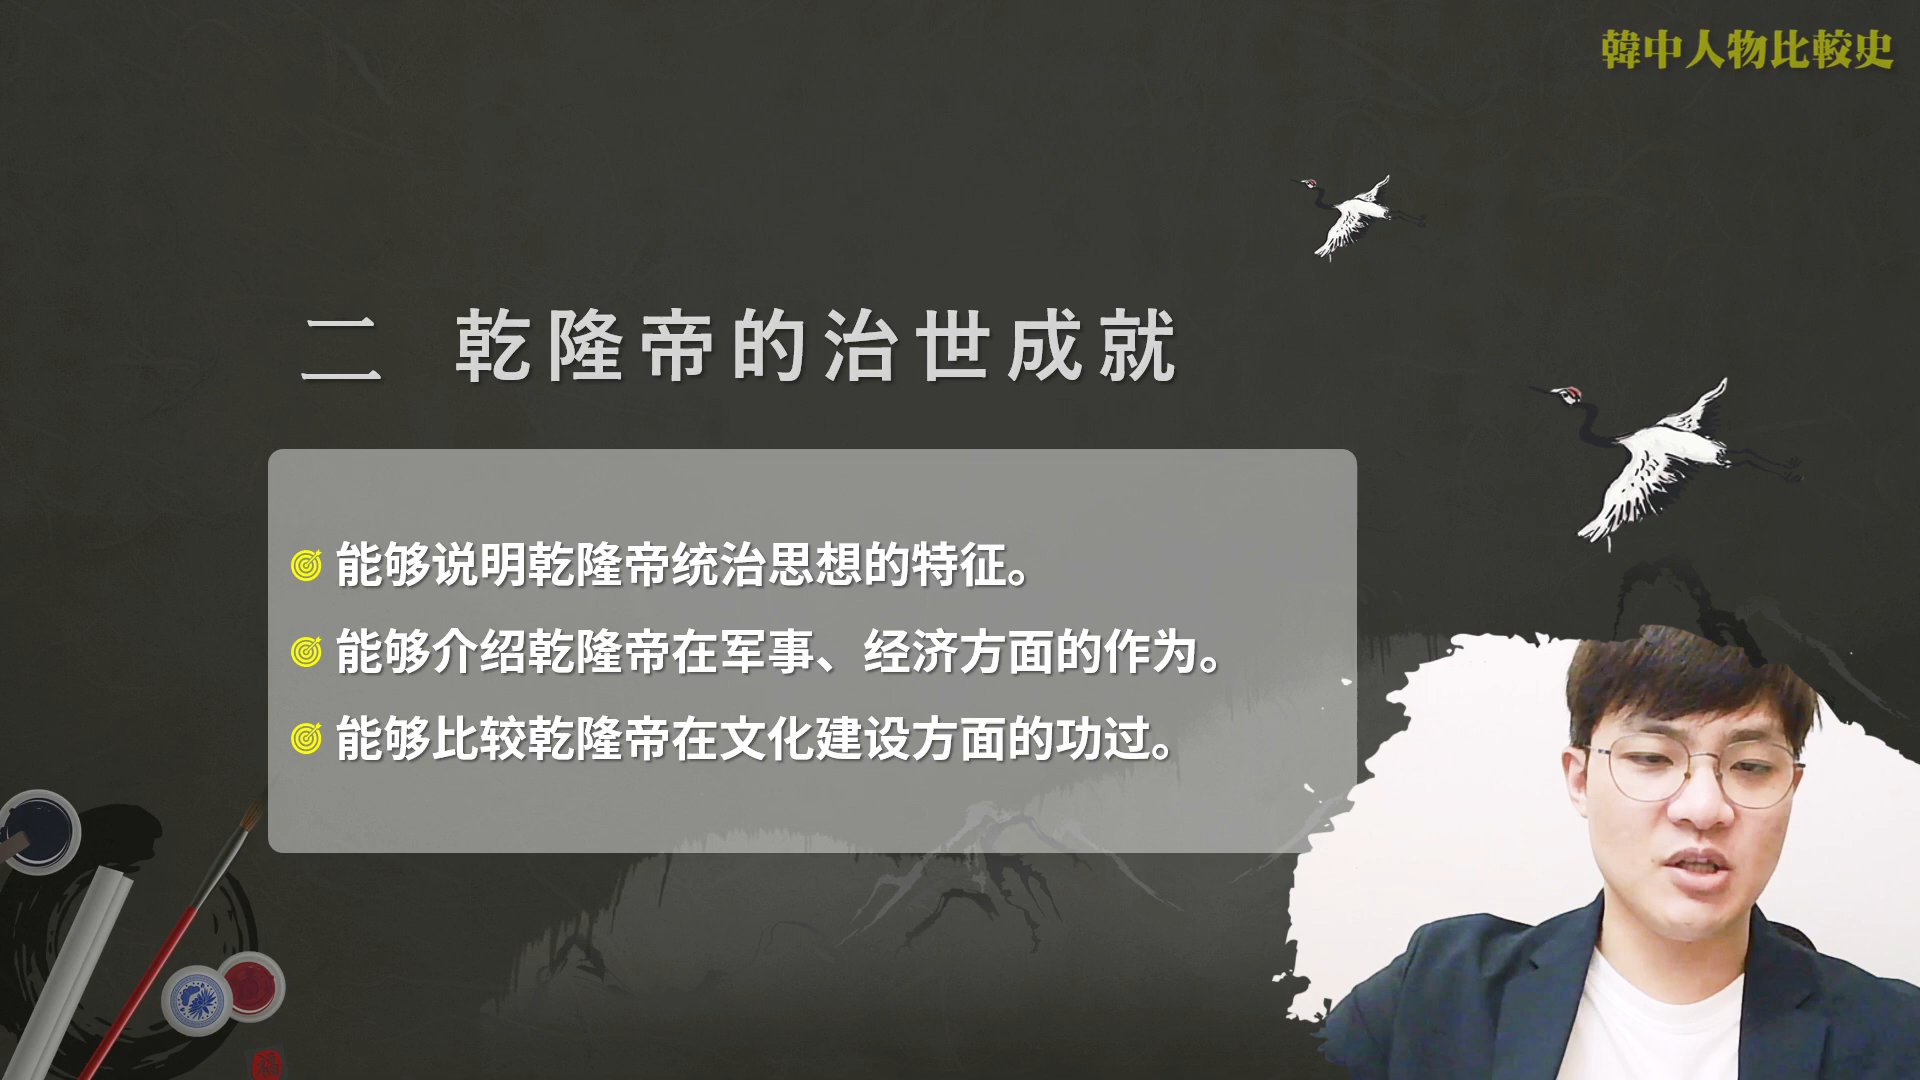 韓中人物比較史
二 乾隆帝的治世成就
能够说明乾隆帝统治思想的特征。
能够介绍乾隆帝在军事、经济方面的作为。
能够比较乾隆帝在文化建设方面的功过。